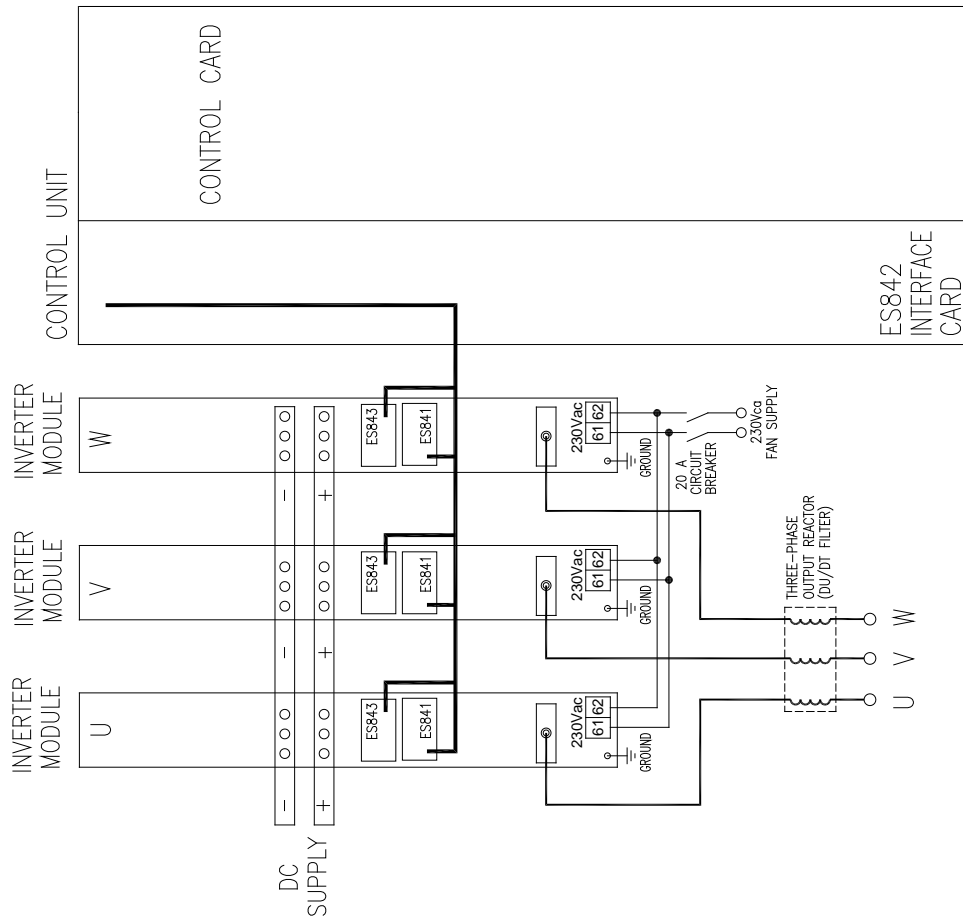 CONTROL UNIT
CONTROL CARD
ES842
INTERFACE
CARD
INVERTER
MODULE
W
INVERTER
MODULE
V
INVERTER
MODULE
U
DC
SUPPLY
-
+
-
+
-
+
ES843
ES841
ES843
ES841
ES843
ES841
230Vac
61 62
GROUND
230Vac
61 62
GROUND
230Vac
61 62
GROUND
20 A
CIRCUIT
BREAKER
230Vca
FAN SUPPLY
THREE-PHASE
OUTPUT REACTOR
(DU/DT FILTER)
U
V
W